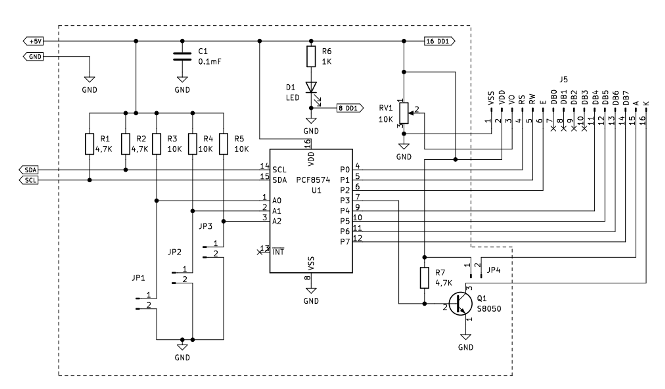 +5V
16 DD1
GND
C1
0.1mF
R6
1K
J5
GND
D1
LED
8 DD1
RV1
10K
2
VSS
VDD
VO
RS
RW
E
DB0
DB1
DB2
DB3
DB4
DB5
DB6
DB7
A
K
1
2
3
4
5
6
7
8
9
10
11
12
13
14
15
16
GND
GND
R1
4,7K
R2
4,7K
R3
10K
R4
10K
R5
10K
16
VDD
SDA
SCL
14
SCL
15
SDA
PCF8574
U1
P0
4
P1
5
P2
6
P3
7
P4
9
P5
10
P6
11
P7
12
1
A0
2
A1
3
A2
13
INT
VSS
8
GND
JP3
1
2
JP2
1
2
JP1
1
2
GND
R7
4,7K
1
2
JP4
3
2
1
Q1
S8050
GND